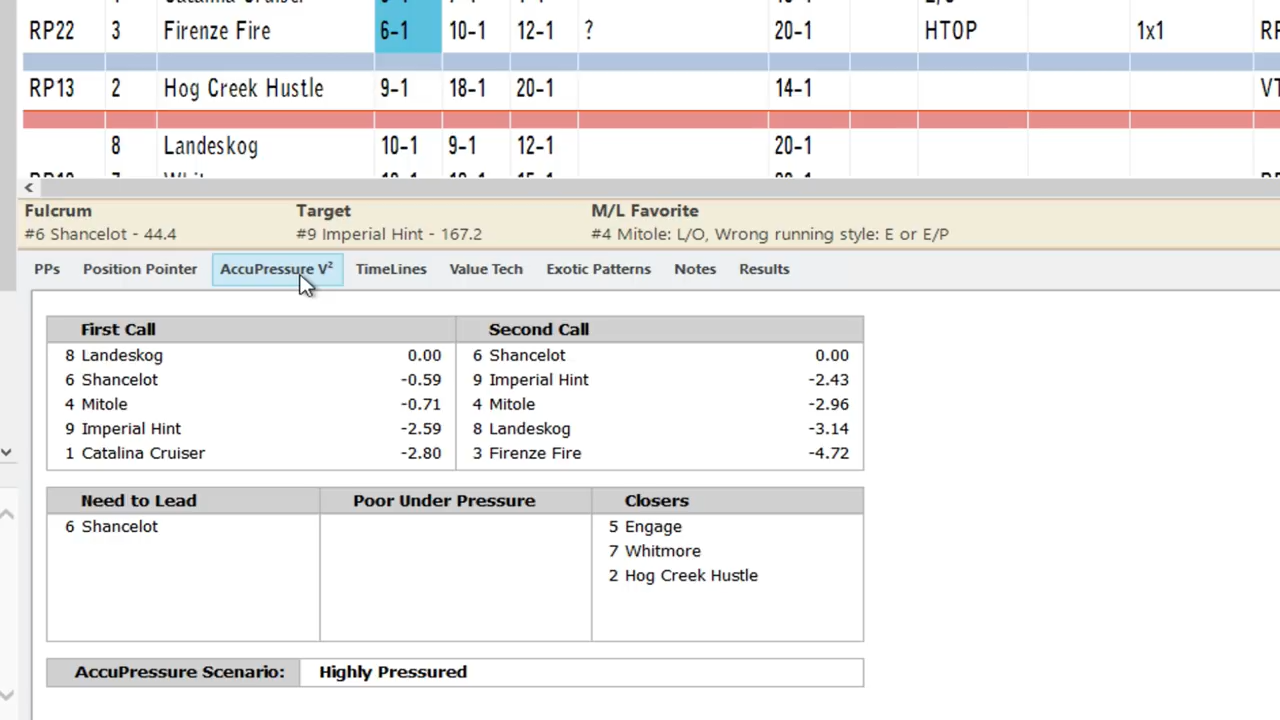 RP22 3 Firenze Fire 6-1 10-1 12-1 ? 20-1 HTOP 1x1
RP13 2 Hog Creek Hustle 9-1 18-1 20-1 14-1
8 Landeskog 10-1 9-1 12-1 20-1
Fulcrum Target M/L Favorite
#6 Shancelot - 44.4 #9 Imperial Hint - 167.2 #4 Mitole: L/O, Wrong running style: E or E/P
PPs Position Pointer AccuPressure V² TimeLines Value Tech Exotic Patterns Notes Results
First Call Second Call
8 Landeskog 0.00 6 Shancelot 0.00
6 Shancelot -0.59 9 Imperial Hint -2.43
4 Mitole -0.71 4 Mitole -2.96
9 Imperial Hint -2.59 8 Landeskog -3.14
1 Catalina Cruiser -2.80 3 Firenze Fire -4.72
Need to Lead Poor Under Pressure Closers
6 Shancelot 5 Engage
7 Whitmore
2 Hog Creek Hustle
AccuPressure Scenario: Highly Pressured